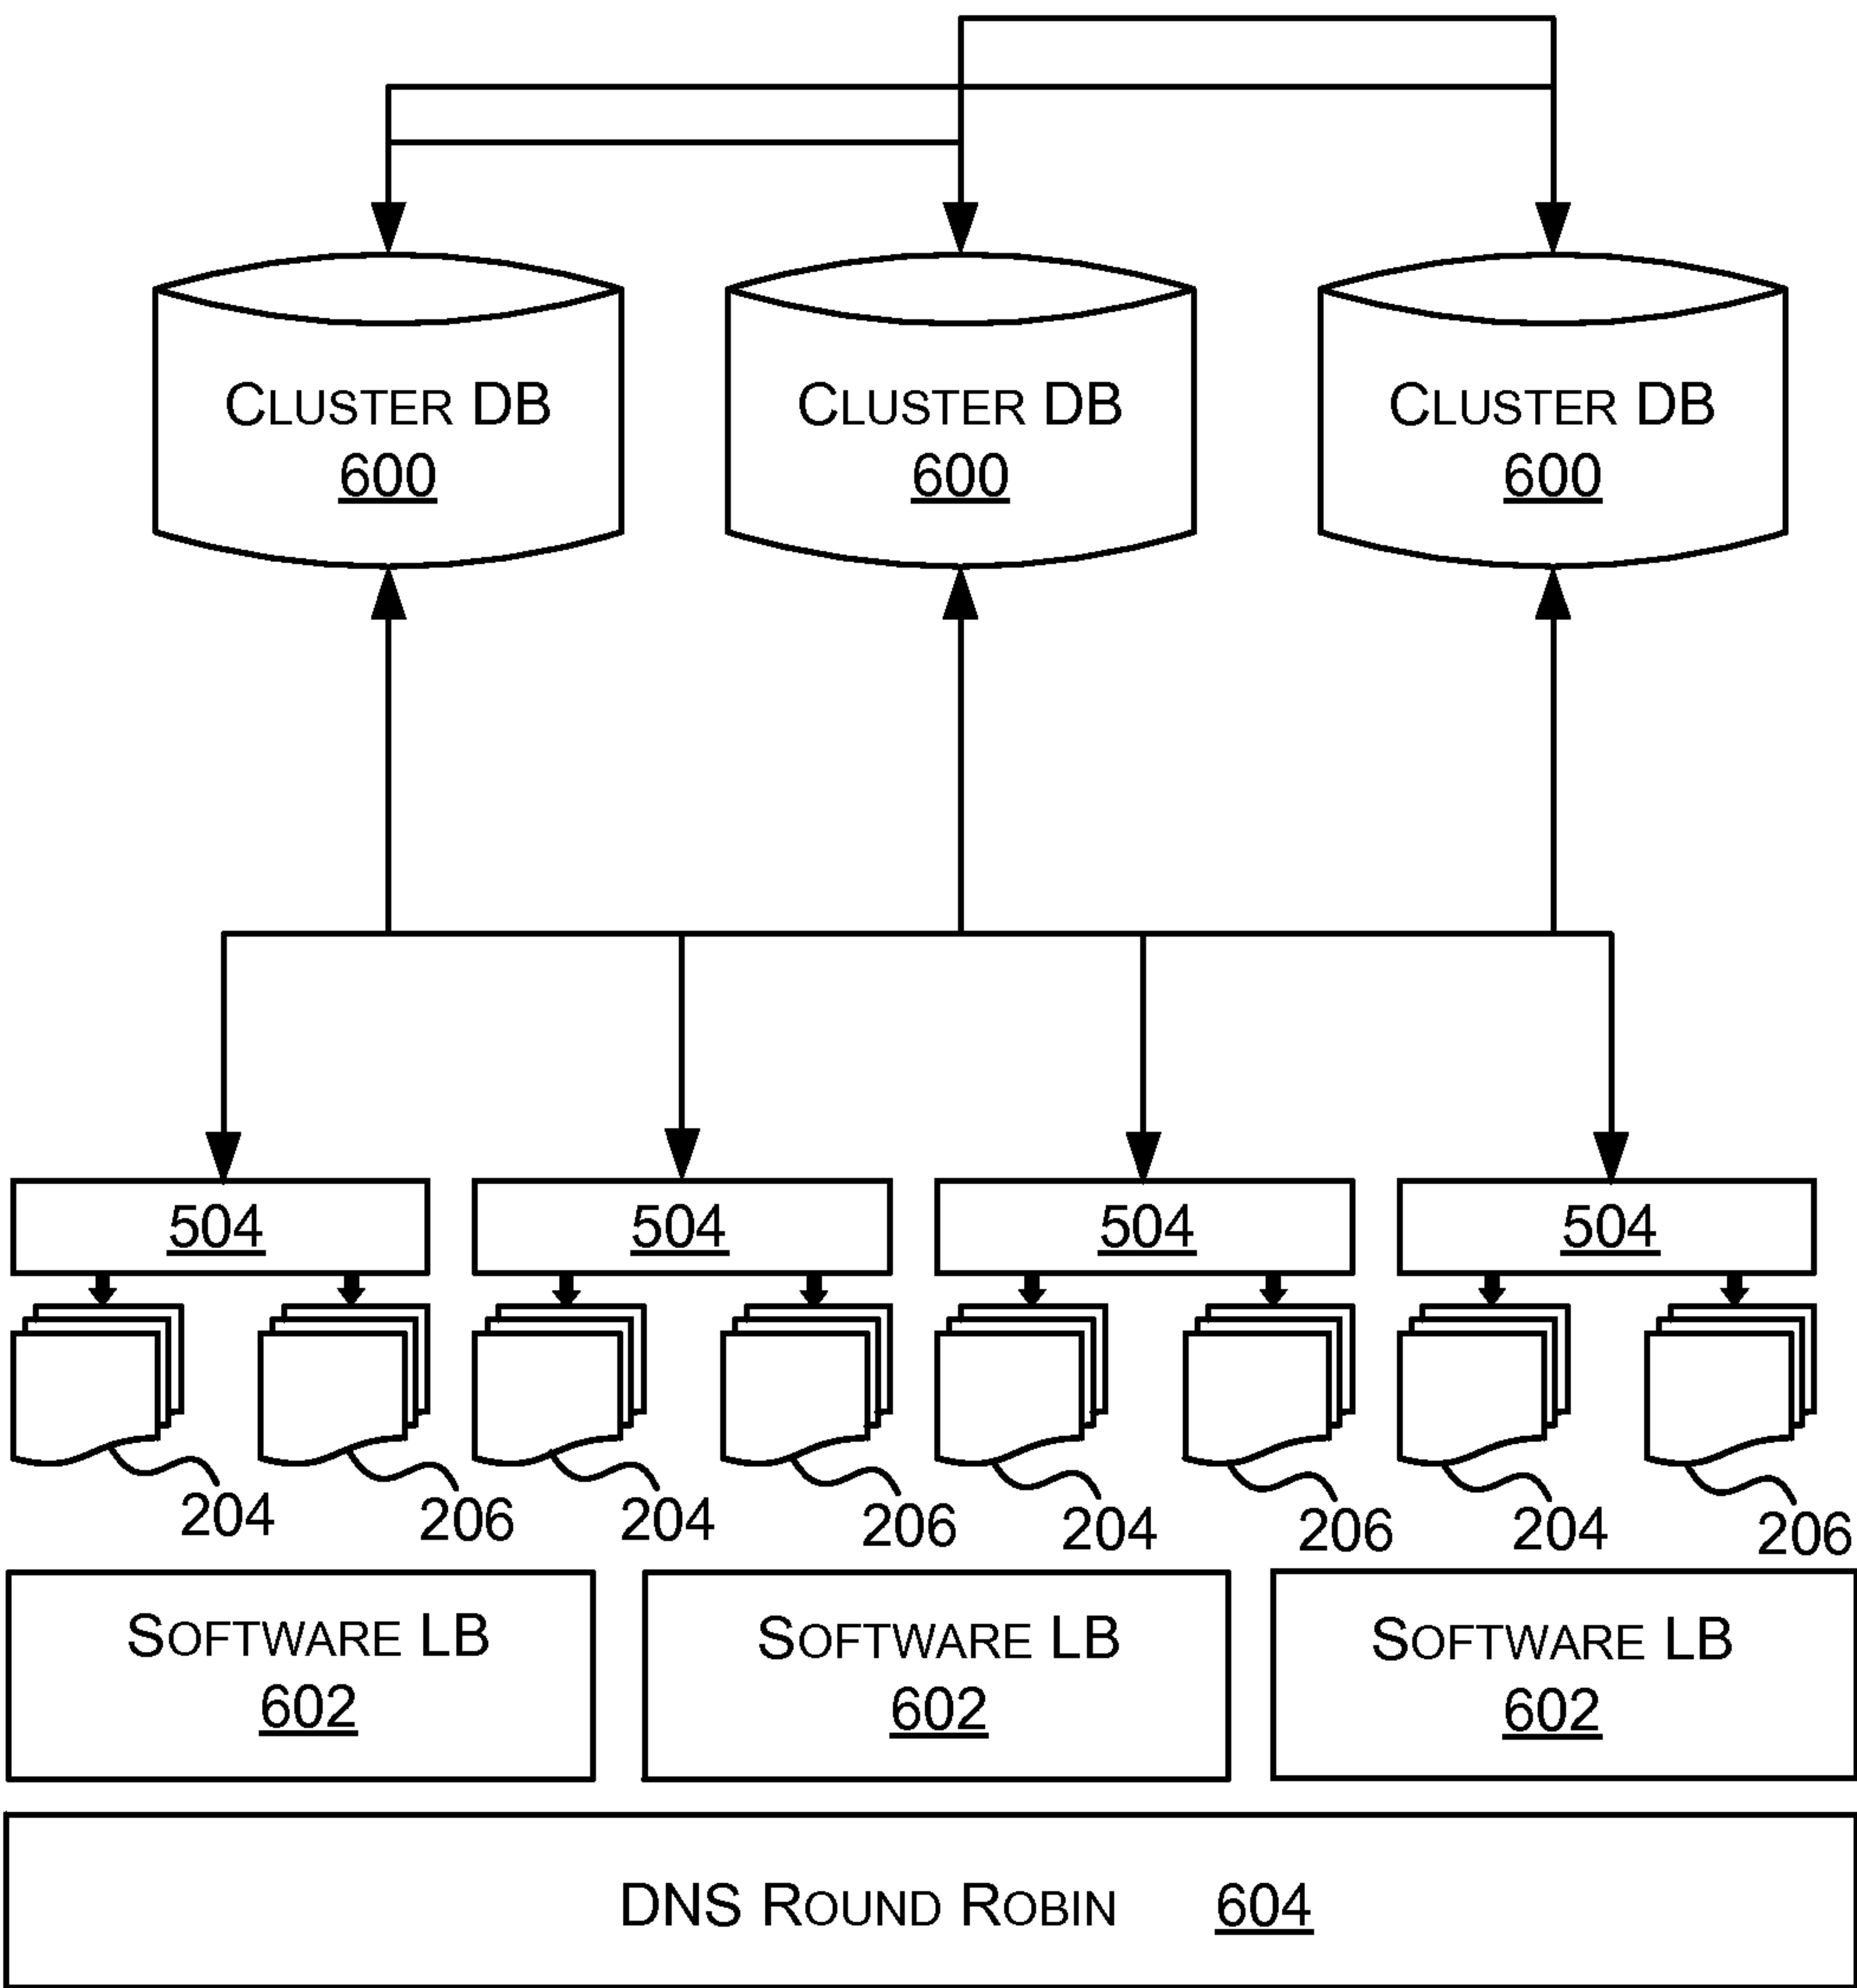 CLUSTER DB
600
CLUSTER DB
600
CLUSTER DB
600
504
504
504
504
204
206
204
206
204
206
204
206
SOFTWARE LB
602
SOFTWARE LB
602
SOFTWARE LB
602
DNS ROUND ROBIN 604